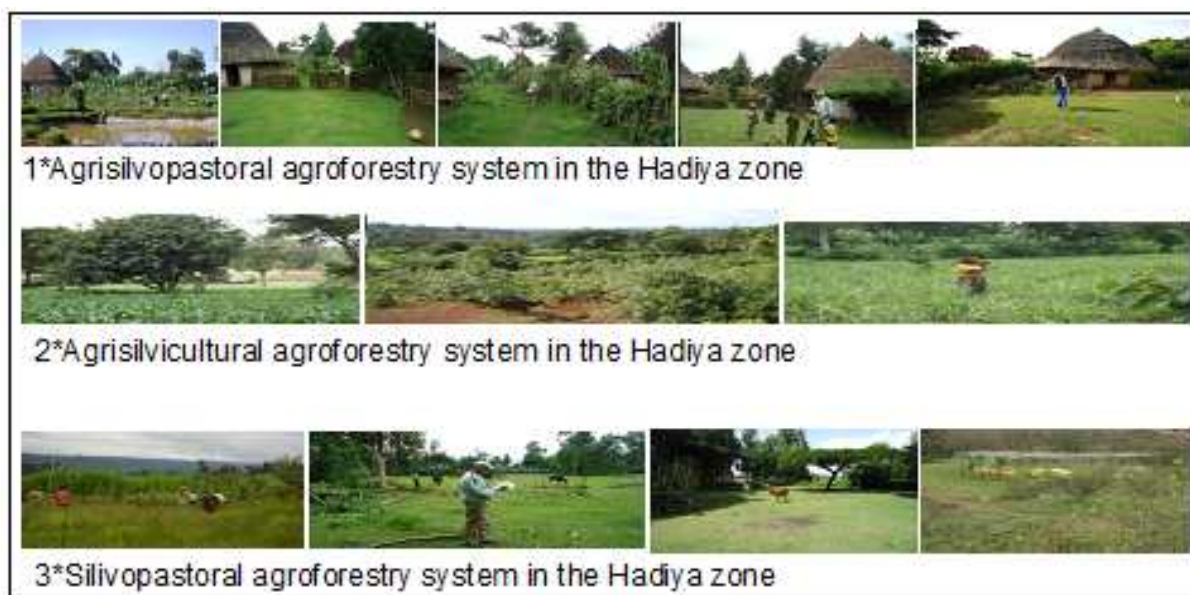 1*Agrisilvopastoral agroforestry system in the Hadiya zone
2*Agrisilvicultural agroforestry system in the Hadiya zone
3*Silivopastoral agroforestry system in the Hadiya zone